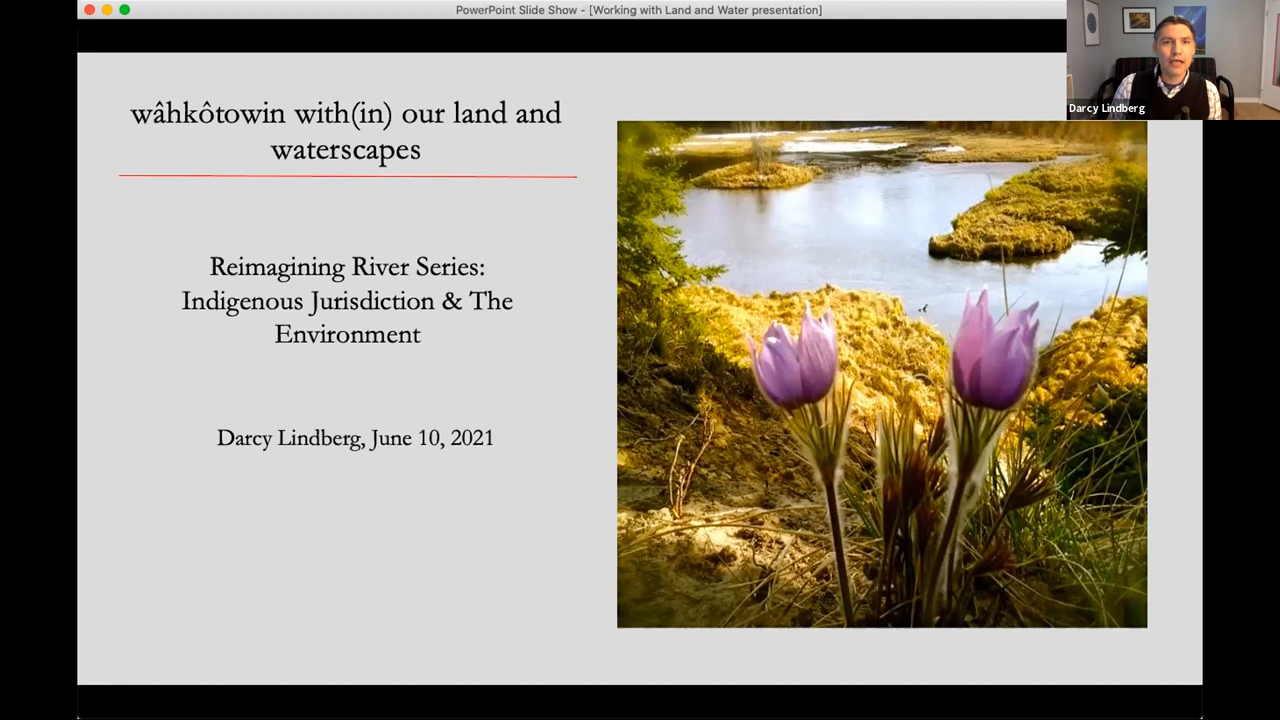 PowerPoint Slide Show - [Working with Land and Water presentation]
Darcy Lindberg
wâhkôtowin with(in) our land and
waterscapes
Reimagining River Series:
Indigenous Jurisdiction & The
Environment
Darcy Lindberg, June 10, 2021